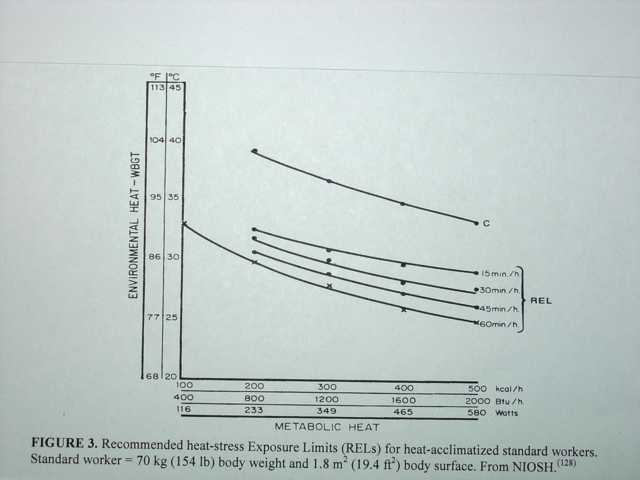 °F °C
113 45
104 40
95 35
86 30
77 25
68 20
ENVIRONMENTAL HEAT—WBGT
C
15min./h.
30min./h.
45min./h.
60min./h.
REL
100 200 300 400 500 kcal/h
400 800 1200 1600 2000 Btu/h
116 233 349 465 580 Watts
METABOLIC HEAT
FIGURE 3. Recommended heat-stress Exposure Limits (RELs) for heat-acclimatized standard workers.
Standard worker = 70 kg (154 lb) body weight and 1.8 m² (19.4 ft²) body surface. From NIOSH.(128)